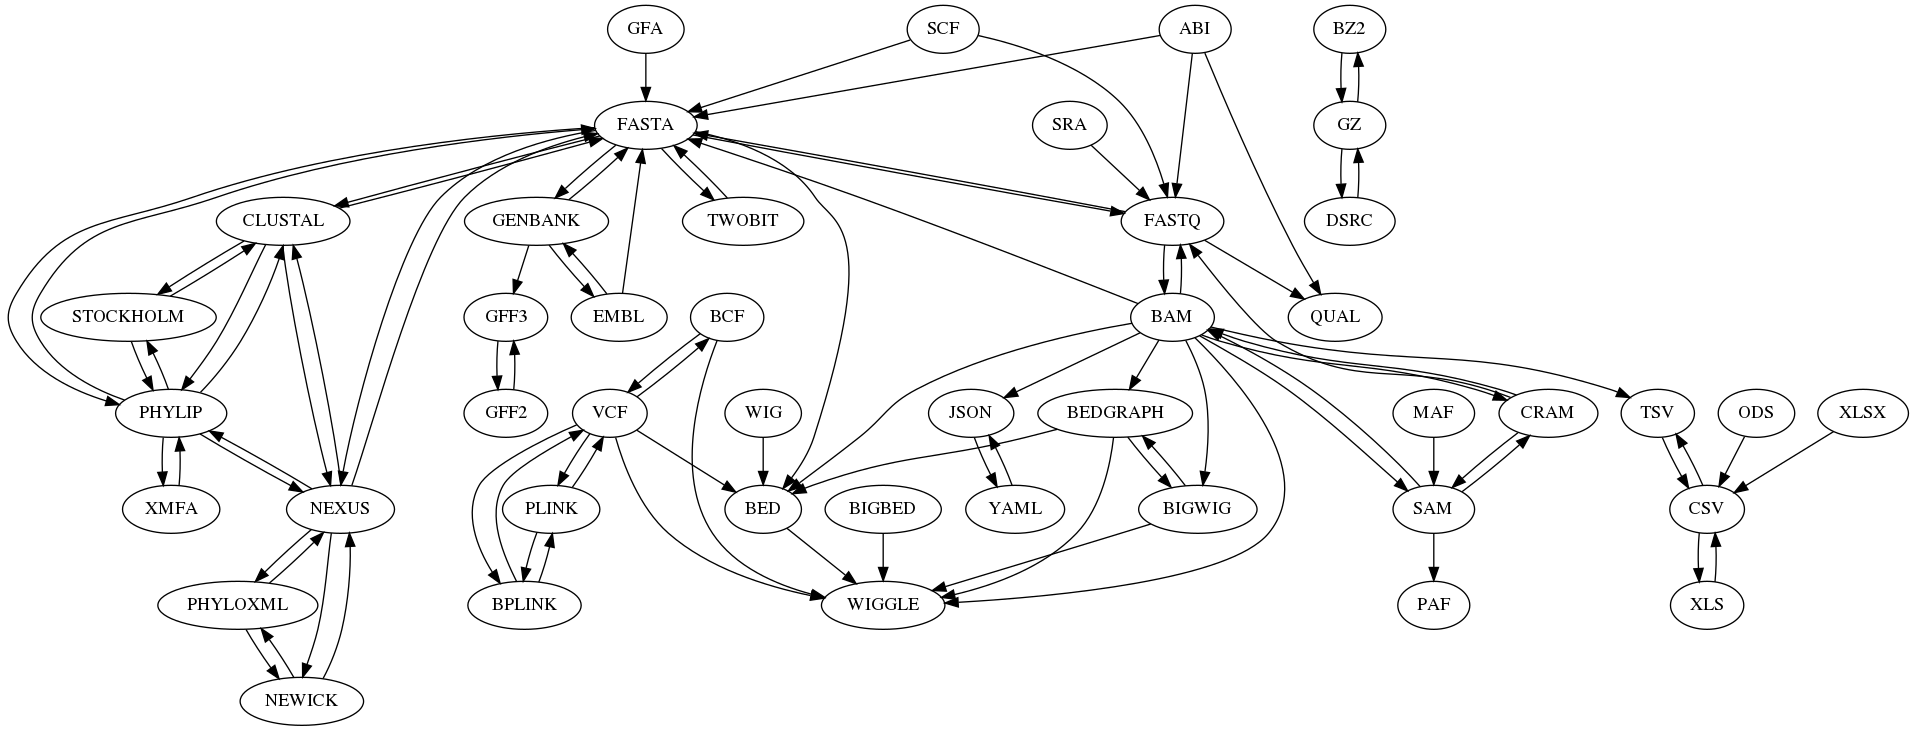 GFA
SCF
ABI
BZ2
FASTA
SRA
GZ
CLUSTAL
GENBANK
TWOBIT
FASTQ
DSRC
STOCKHOLM
GFF3
EMBL
BCF
BAM
QUAL
PHYLIP
GFF2
VCF
WIG
JSON
BEDGRAPH
MAF
CRAM
TSV
ODS
XLSX
XMFA
NEXUS
PLINK
BED
BIGBED
YAML
BIGWIG
SAM
CSV
PHYLOXML
BPLINK
WIGGLE
PAF
XLS
NEWICK